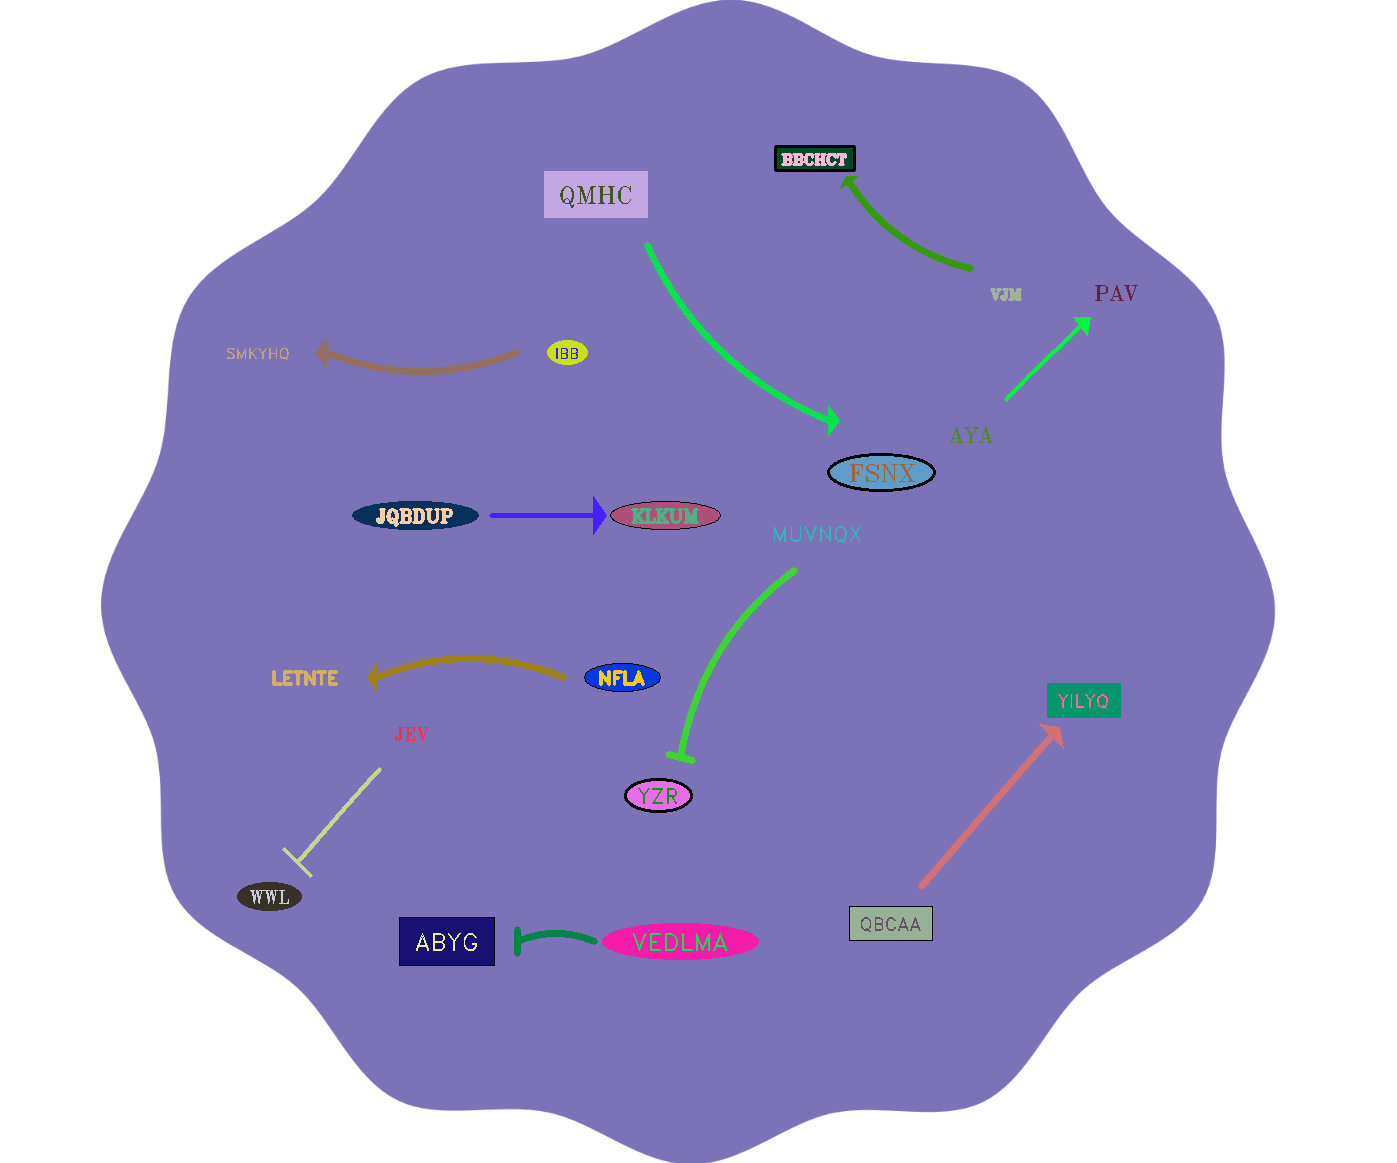 BBCHCT
QMHC
VJM
PAV
SMKYHQ
IBB
AYA
FSNX
JQBDUP
KLKUM
MUVNQX
LETNTE
NFLA
YILYQ
JEV
YZR
WWL
QBCAA
ABYG
VEDLMA